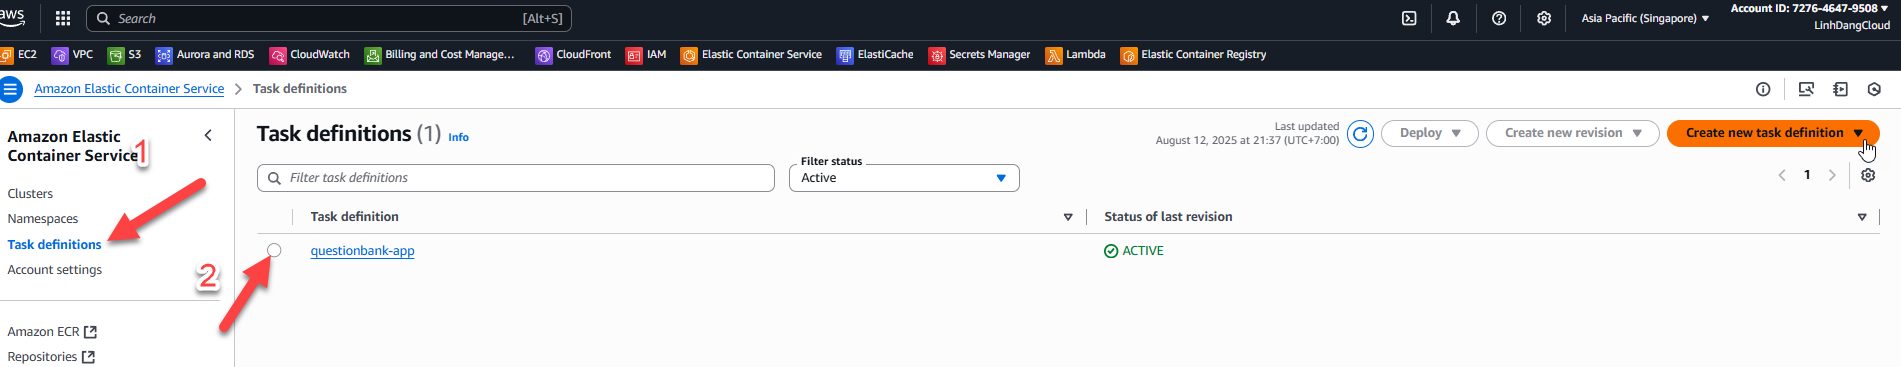 aws
Search
[Alt+S]
Asia Pacific (Singapore)
Account ID: 7276-4647-9508
LinhDangCloud
EC2
VPC
S3
Aurora and RDS
CloudWatch
Billing and Cost Manage...
CloudFront
IAM
Elastic Container Service
ElastiCache
Secrets Manager
Lambda
Elastic Container Registry
Amazon Elastic Container Service
Task definitions
Amazon Elastic
Container Service
1
Clusters
Namespaces
Task definitions
Account settings
2
Amazon ECR
Repositories
Task definitions (1)
Info
Last updated
August 12, 2025 at 21:37 (UTC+7:00)
Deploy
Create new revision
Create new task definition
Filter task definitions
Filter status
Active
1
Task definition
Status of last revision
questionbank-app
ACTIVE